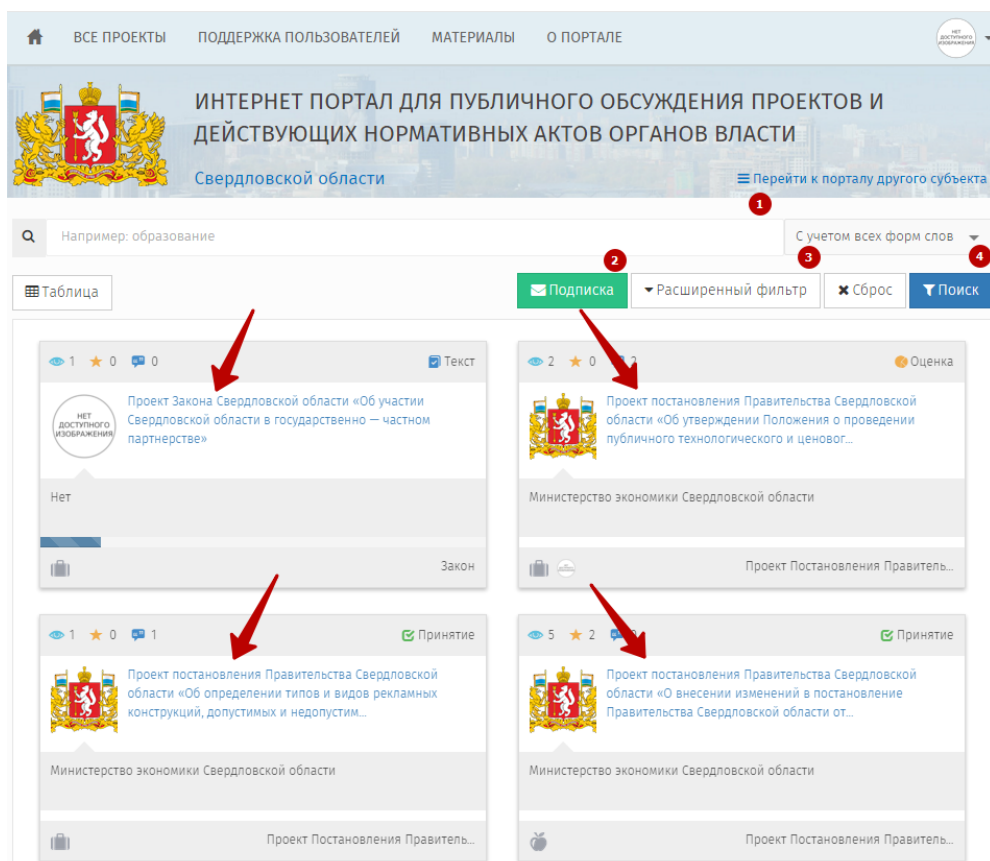 ВСЕ ПРОЕКТЫ ПОДДЕРЖКА ПОЛЬЗОВАТЕЛЕЙ МАТЕРИАЛЫ О ПОРТАЛЕ
НЕТ
ДОСТУПНОГО
ИЗОБРАЖЕНИЯ
ИНТЕРНЕТ ПОРТАЛ ДЛЯ ПУБЛИЧНОГО ОБСУЖДЕНИЯ ПРОЕКТОВ И
ДЕЙСТВУЮЩИХ НОРМАТИВНЫХ АКТОВ ОРГАНОВ ВЛАСТИ
Свердловской области
Перейти к порталу другого субъекта
1
Например: образование
С учетом всех форм слов
2
3
4
Таблица
Подписка
Расширенный фильтр
Сброс
Поиск
1 0 0 Текст
НЕТ
ДОСТУПНОГО
ИЗОБРАЖЕНИЯ
Проект Закона Свердловской области «Об участии
Свердловской области в государственно — частном
партнерстве»
Нет
Закон
2 0 2 Оценка
Проект постановления Правительства Свердловской
области «Об утверждении Положения о проведении
публичного технологического и ценовог...
Министерство экономики Свердловской области
Проект Постановления Правитель...
1 0 1 Принятие
Проект постановления Правительства Свердловской
области «Об определении типов и видов рекламных
конструкций, допустимых и недопустим...
Министерство экономики Свердловской области
Проект Постановления Правитель...
5 2 Принятие
Проект постановления Правительства Свердловской
области «О внесении изменений в постановление
Правительства Свердловской области от...
Министерство экономики Свердловской области
Проект Постановления Правитель...